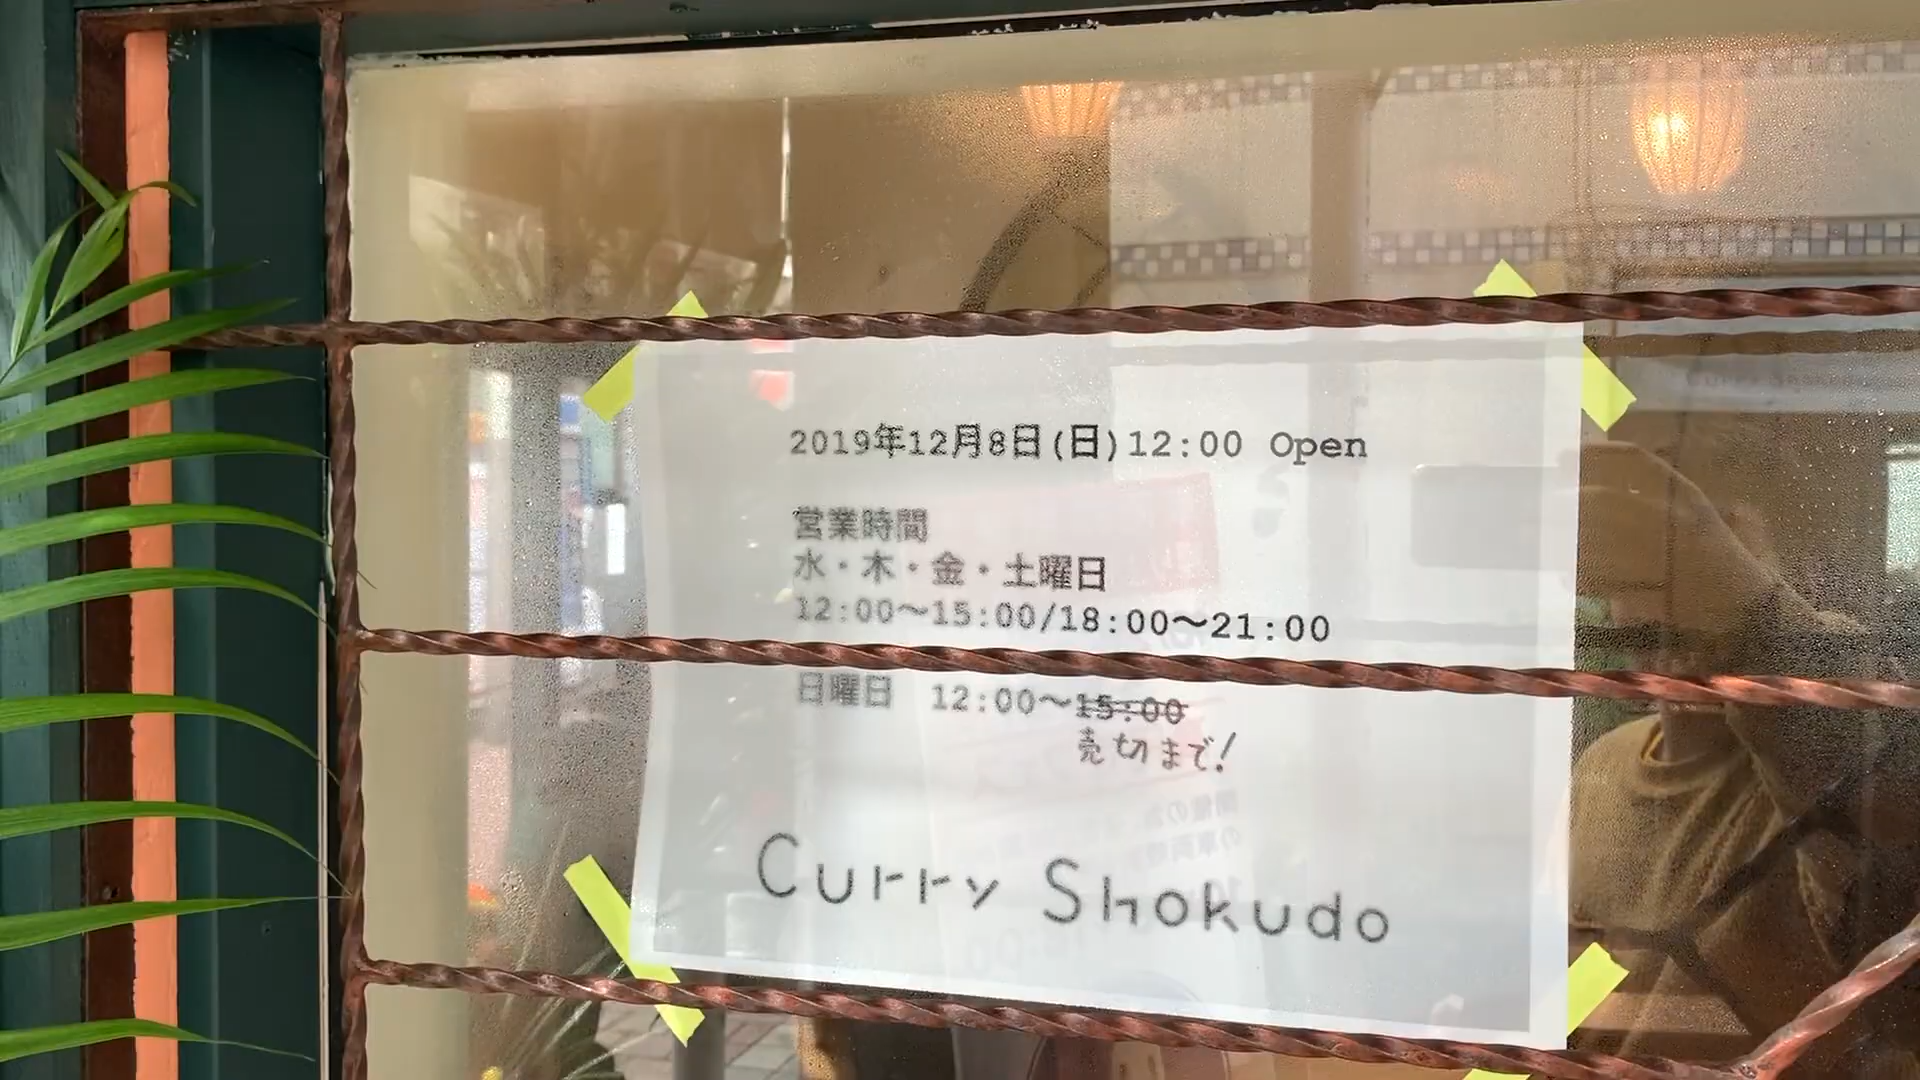 2019年12月8日(日)12:00 Open
営業時間
水・木・金・土曜日
12:00〜15:00/18:00〜21:00
日曜日 12:00〜15:00
売切まで!
Curry Shokudo